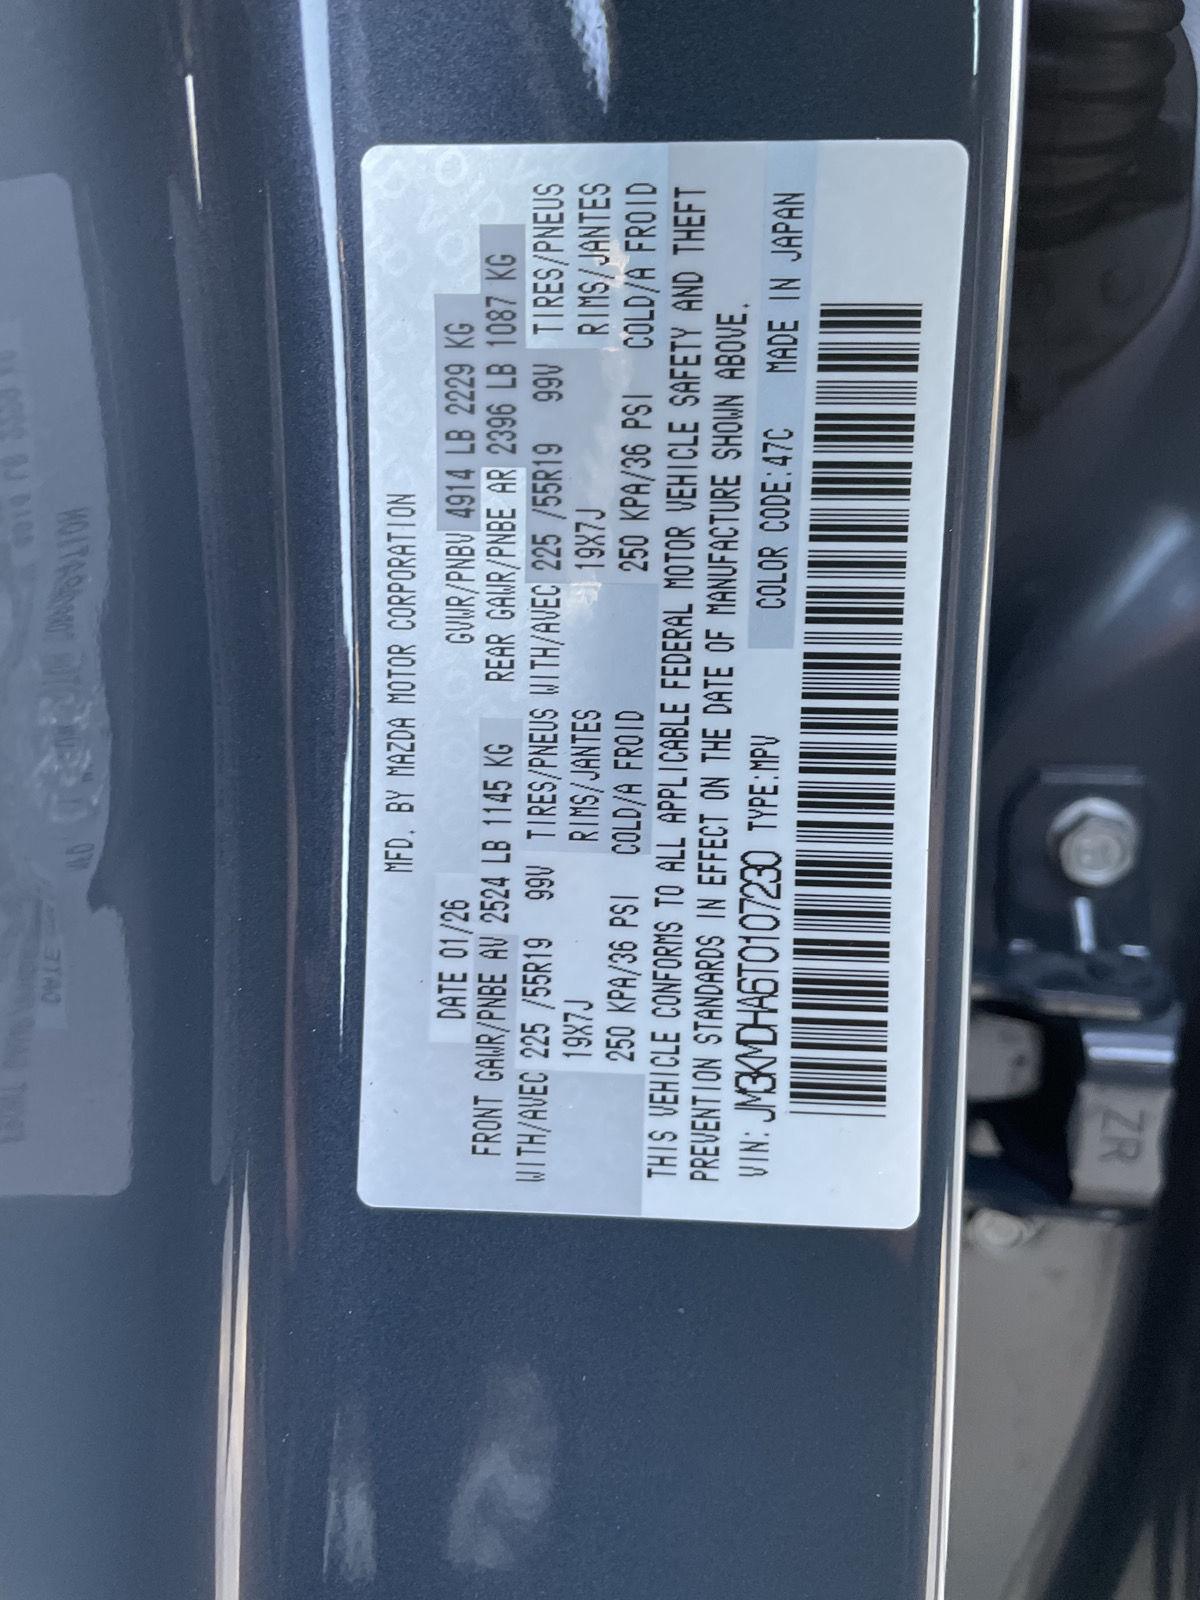 MFD. BY MAZDA MOTOR CORPORATION
DATE 01/26 GVWR/PNBV 4914 LB 2229 KG
FRONT GAWR/PNBE AV 2524 LB 1145 KG REAR GAWR/PNBE AR 2396 LB 1087 KG
WITH/AVEC 225 /55R19 99V TIRES/PNEUS WITH/AVEC 225 /55R19 99V TIRES/PNEUS
19X7J RIMS/JANTES 19X7J RIMS/JANTES
250 KPA/36 PSI COLD/A FROID 250 KPA/36 PSI COLD/A FROID
THIS VEHICLE CONFORMS TO ALL APPLICABLE FEDERAL MOTOR VEHICLE SAFETY AND THEFT
PREVENTION STANDARDS IN EFFECT ON THE DATE OF MANUFACTURE SHOWN ABOVE.
VIN: JM3KMDHA6T0107230 TYPE:MPV COLOR CODE:47C MADE IN JAPAN
ZR